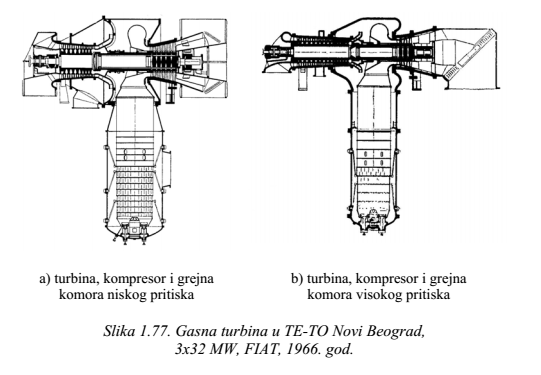 a) turbina, kompresor i grejna
komora niskog pritiska
b) turbina, kompresor i grejna
komora visokog pritiska
Slika 1.77. Gasna turbina u TE-TO Novi Beograd,
3x32 MW, FIAT, 1966. god.